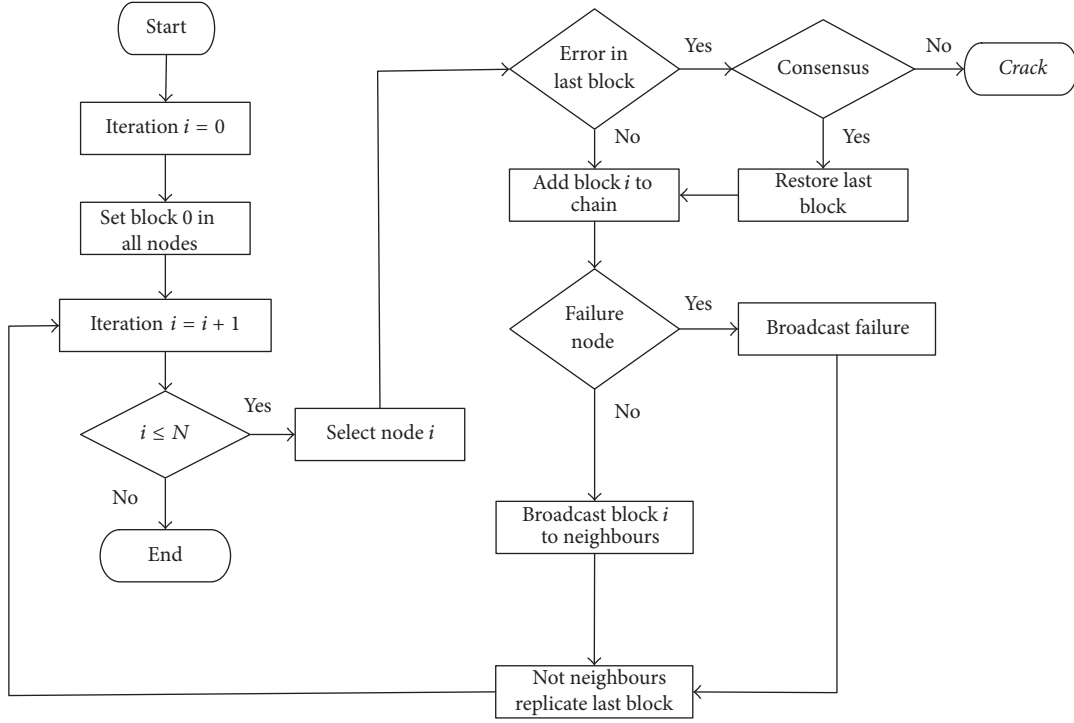 Start
Iteration i = 0
Set block 0 in
all nodes
Iteration i = i + 1
i ≤ N
Yes
No
End
Select node i
Error in
last block
Yes
No
Consensus
No
Yes
Crack
Restore last
block
Add block i to
chain
Failure
node
Yes
No
Broadcast failure
Broadcast block i
to neighbours
Not neighbours
replicate last block